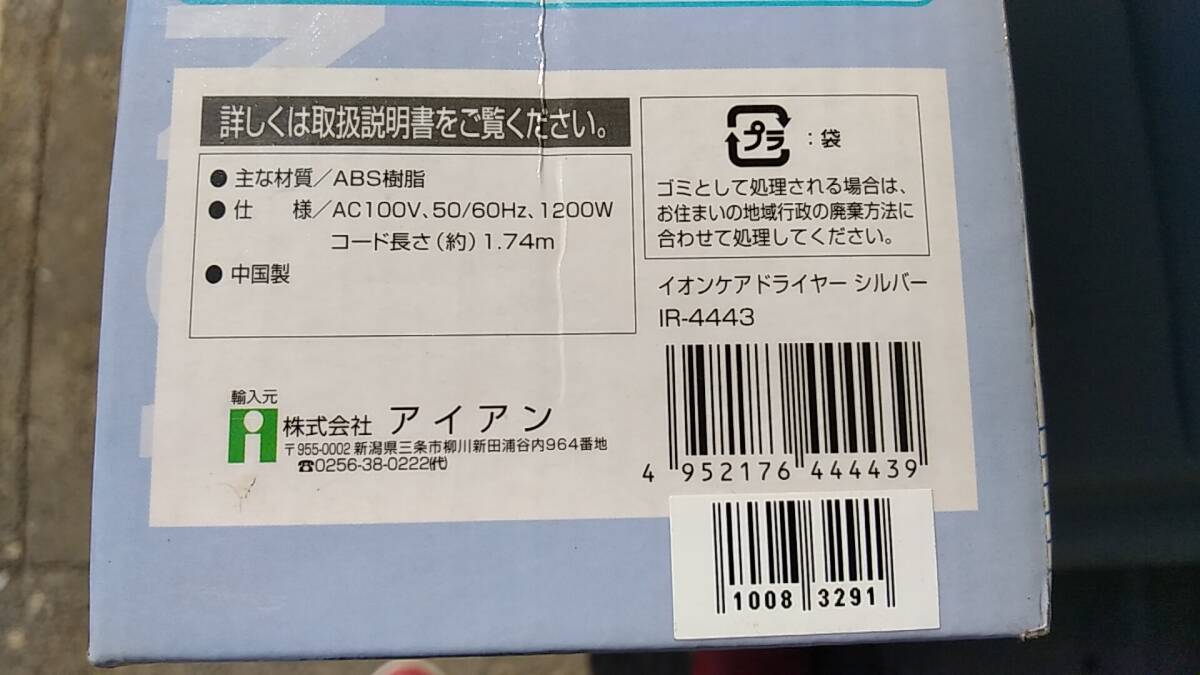 詳しくは取扱説明書をご覧ください。
● 主な材質/ABS樹脂
● 仕　様/AC100V、50/60Hz、1200W
コード長さ(約)1.74m
● 中国製
プラ
:袋
ゴミとして処理される場合は、
お住まいの地域行政の廃棄方法に
合わせて処理してください。
イオンケアドライヤー シルバー
IR-4443
4 952176 444439
輸入元
株式会社 アイアン
〒955-0002 新潟県三条市柳川新田浦谷内964番地
☎0256-38-0222㈹
1008 3291